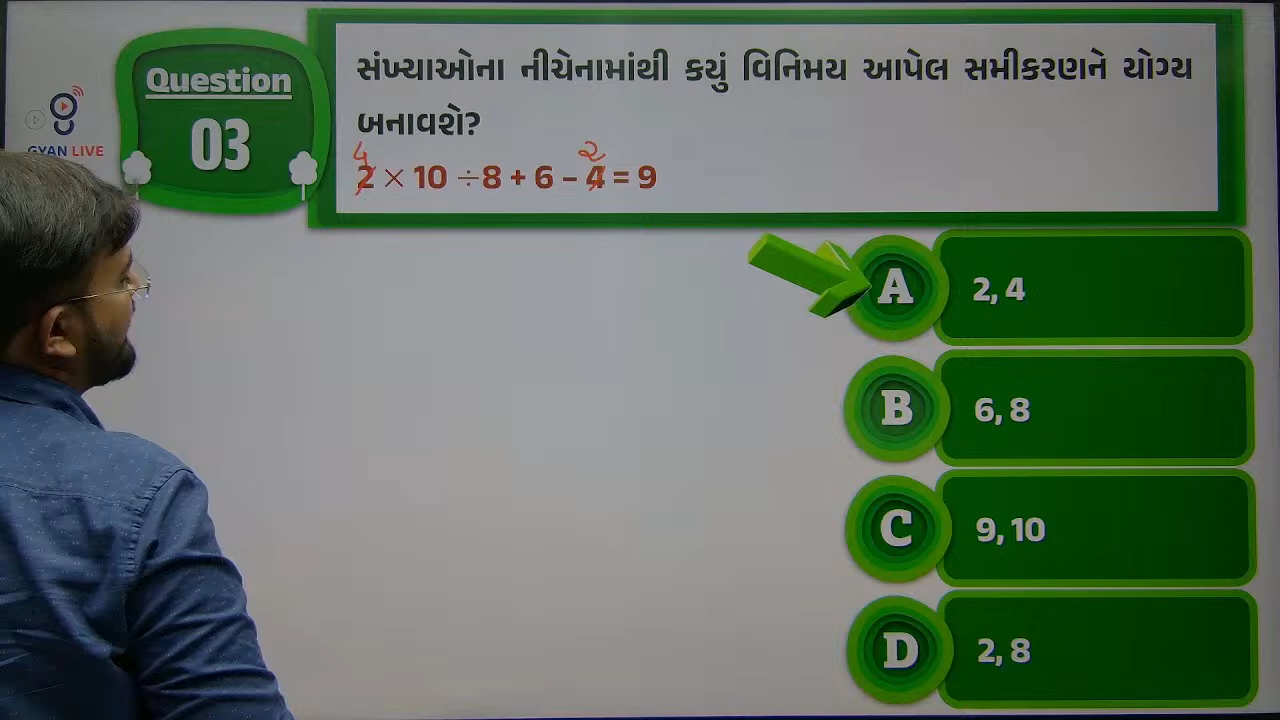 Question
03
GYAN LIVE
સંખ્યાઓના નીચેનામાંથી કયું વિનિમય આપેલ સમીકરણને યોગ્ય
બનાવશે?
4 2
2 × 10 ÷8 + 6 – 4 = 9
A 2, 4
B 6, 8
C 9, 10
D 2, 8